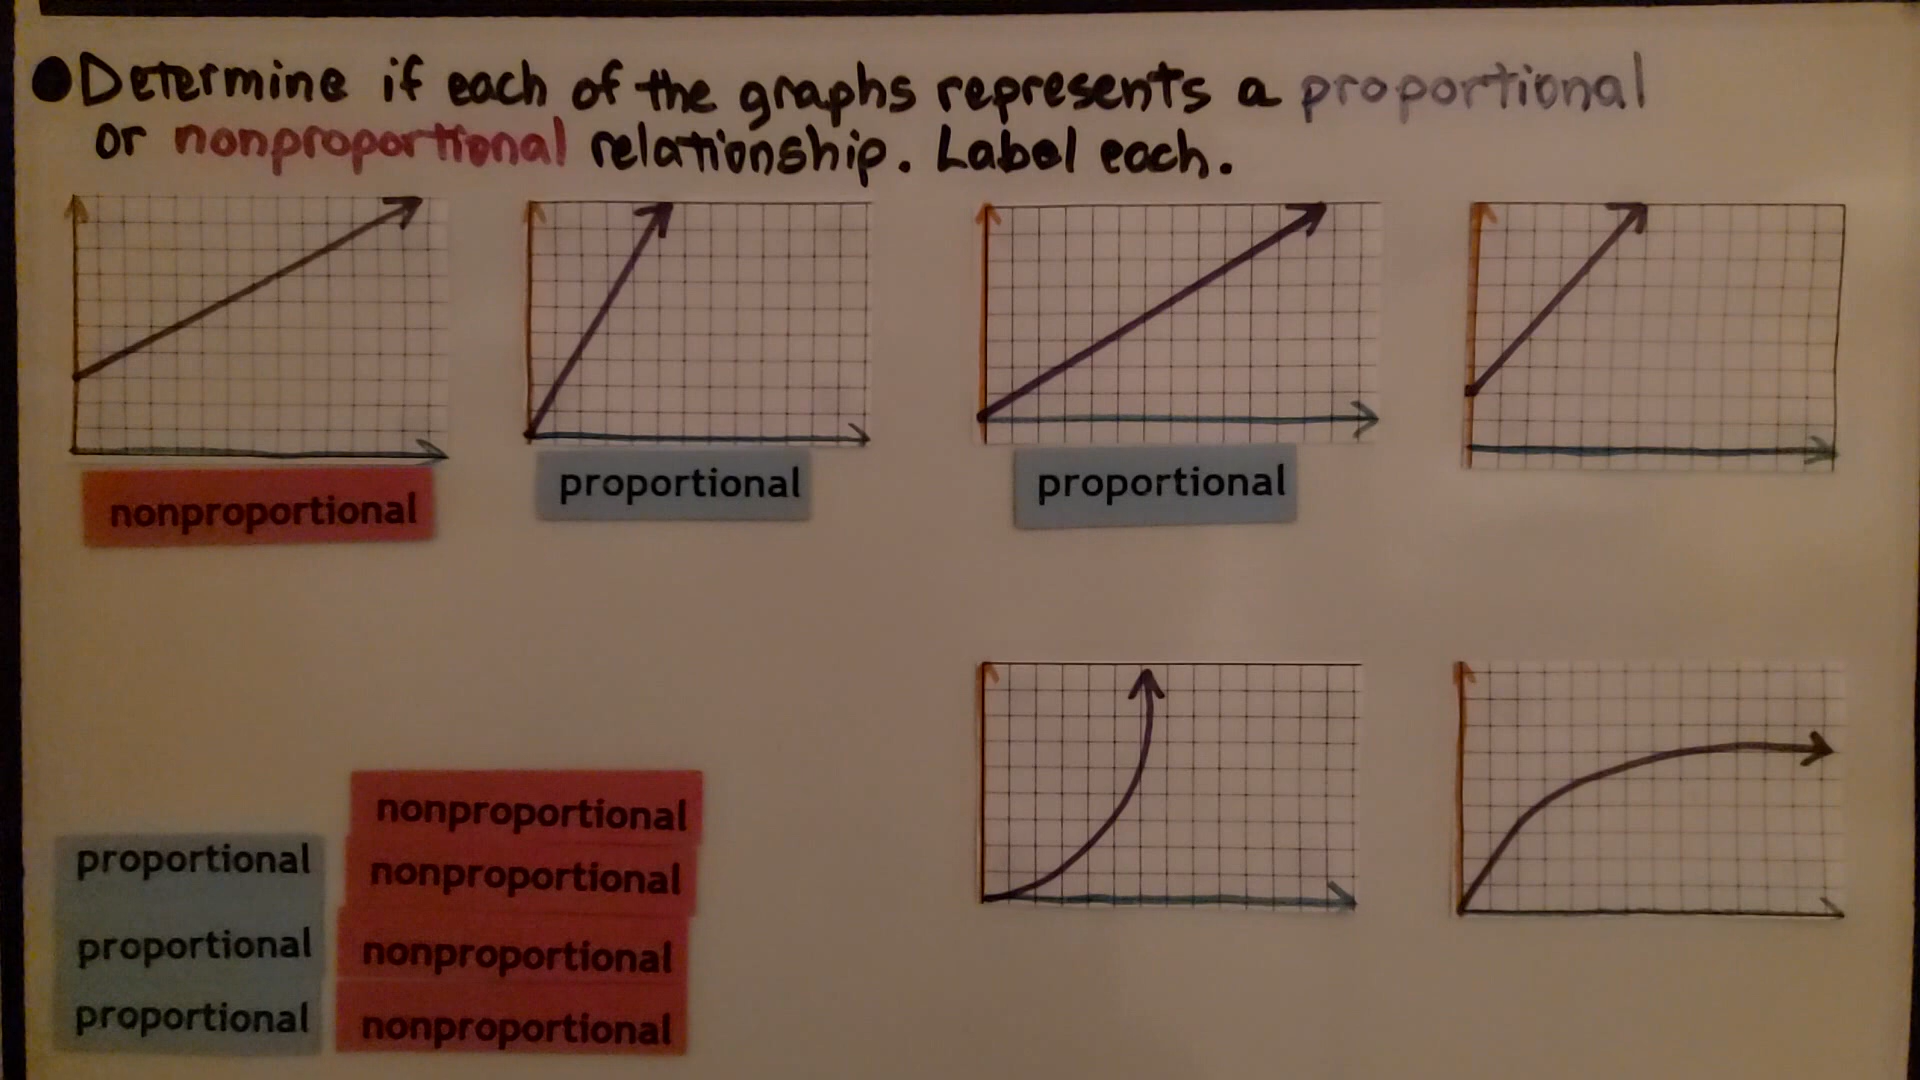 Determine if each of the graphs represents a proportional
or nonproportional relationship. Label each.
nonproportional
proportional
proportional
nonproportional
nonproportional
nonproportional
nonproportional
proportional
proportional
proportional